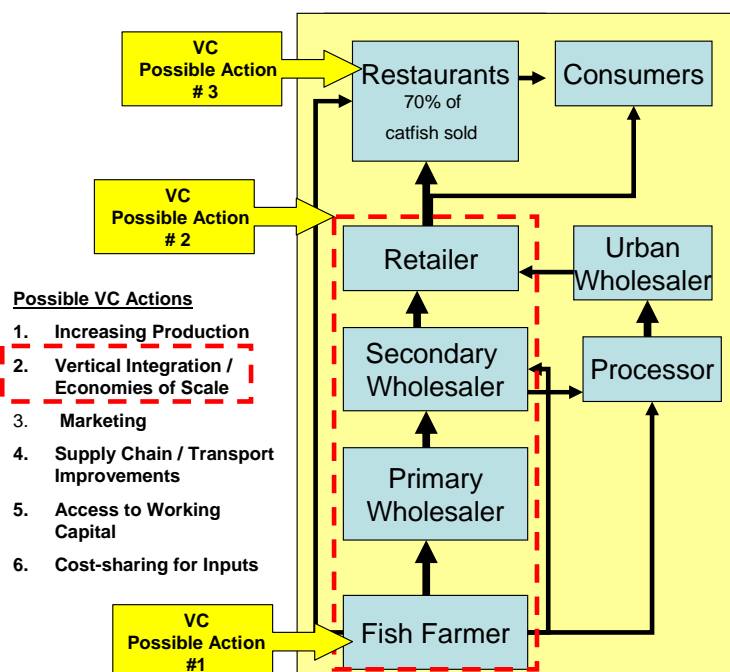 VC
Possible Action
# 3
Restaurants
70% of
catfish sold
Consumers
VC
Possible Action
# 2
Retailer
Urban
Wholesaler
Possible VC Actions
1. Increasing Production
2. Vertical Integration /
Economies of Scale
3. Marketing
4. Supply Chain / Transport
Improvements
5. Access to Working
Capital
6. Cost-sharing for Inputs
Secondary
Wholesaler
Processor
Primary
Wholesaler
VC
Possible Action
#1
Fish Farmer